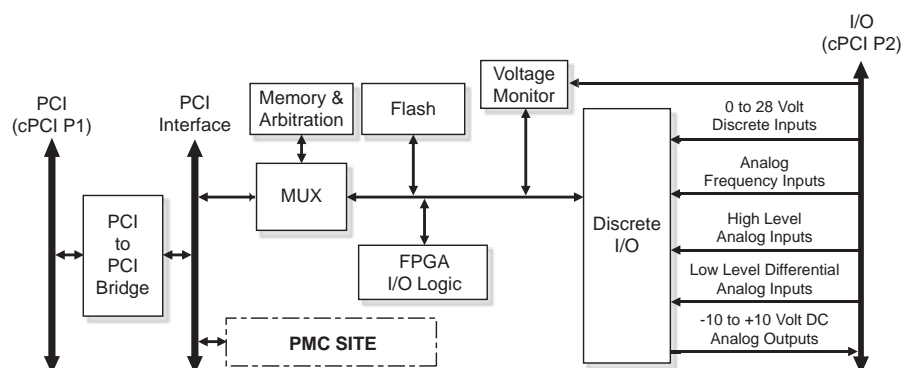 I/O
(cPCI P2)
PCI
(cPCI P1)
PCI
Interface
Memory &
Arbitration
Flash
Voltage
Monitor
0 to 28 Volt
Discrete Inputs
Analog
Frequency Inputs
High Level
Analog Inputs
Low Level Differential
Analog Inputs
-10 to +10 Volt DC
Analog Outputs
MUX
Discrete
I/O
PCI
to
PCI
Bridge
FPGA
I/O Logic
PMC SITE